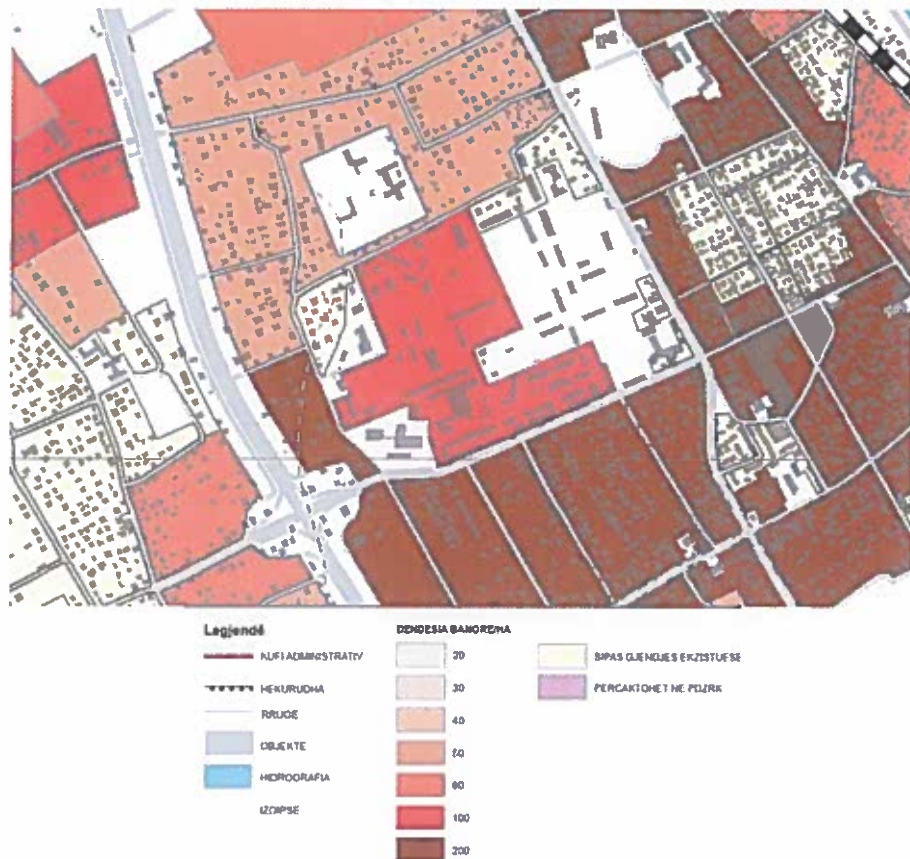 Legjendë
KUFI ADMINISTRATIV
HEKURUDHA
RRUGE
OBJEKTE
HIDROGRAFIA
IZOIPSE
DENDESIA BANORE/HA
20
30
40
50
60
100
200
SIPAS GJENDJES EKZISTUESE
PERCAKTOHET NE PDZRK